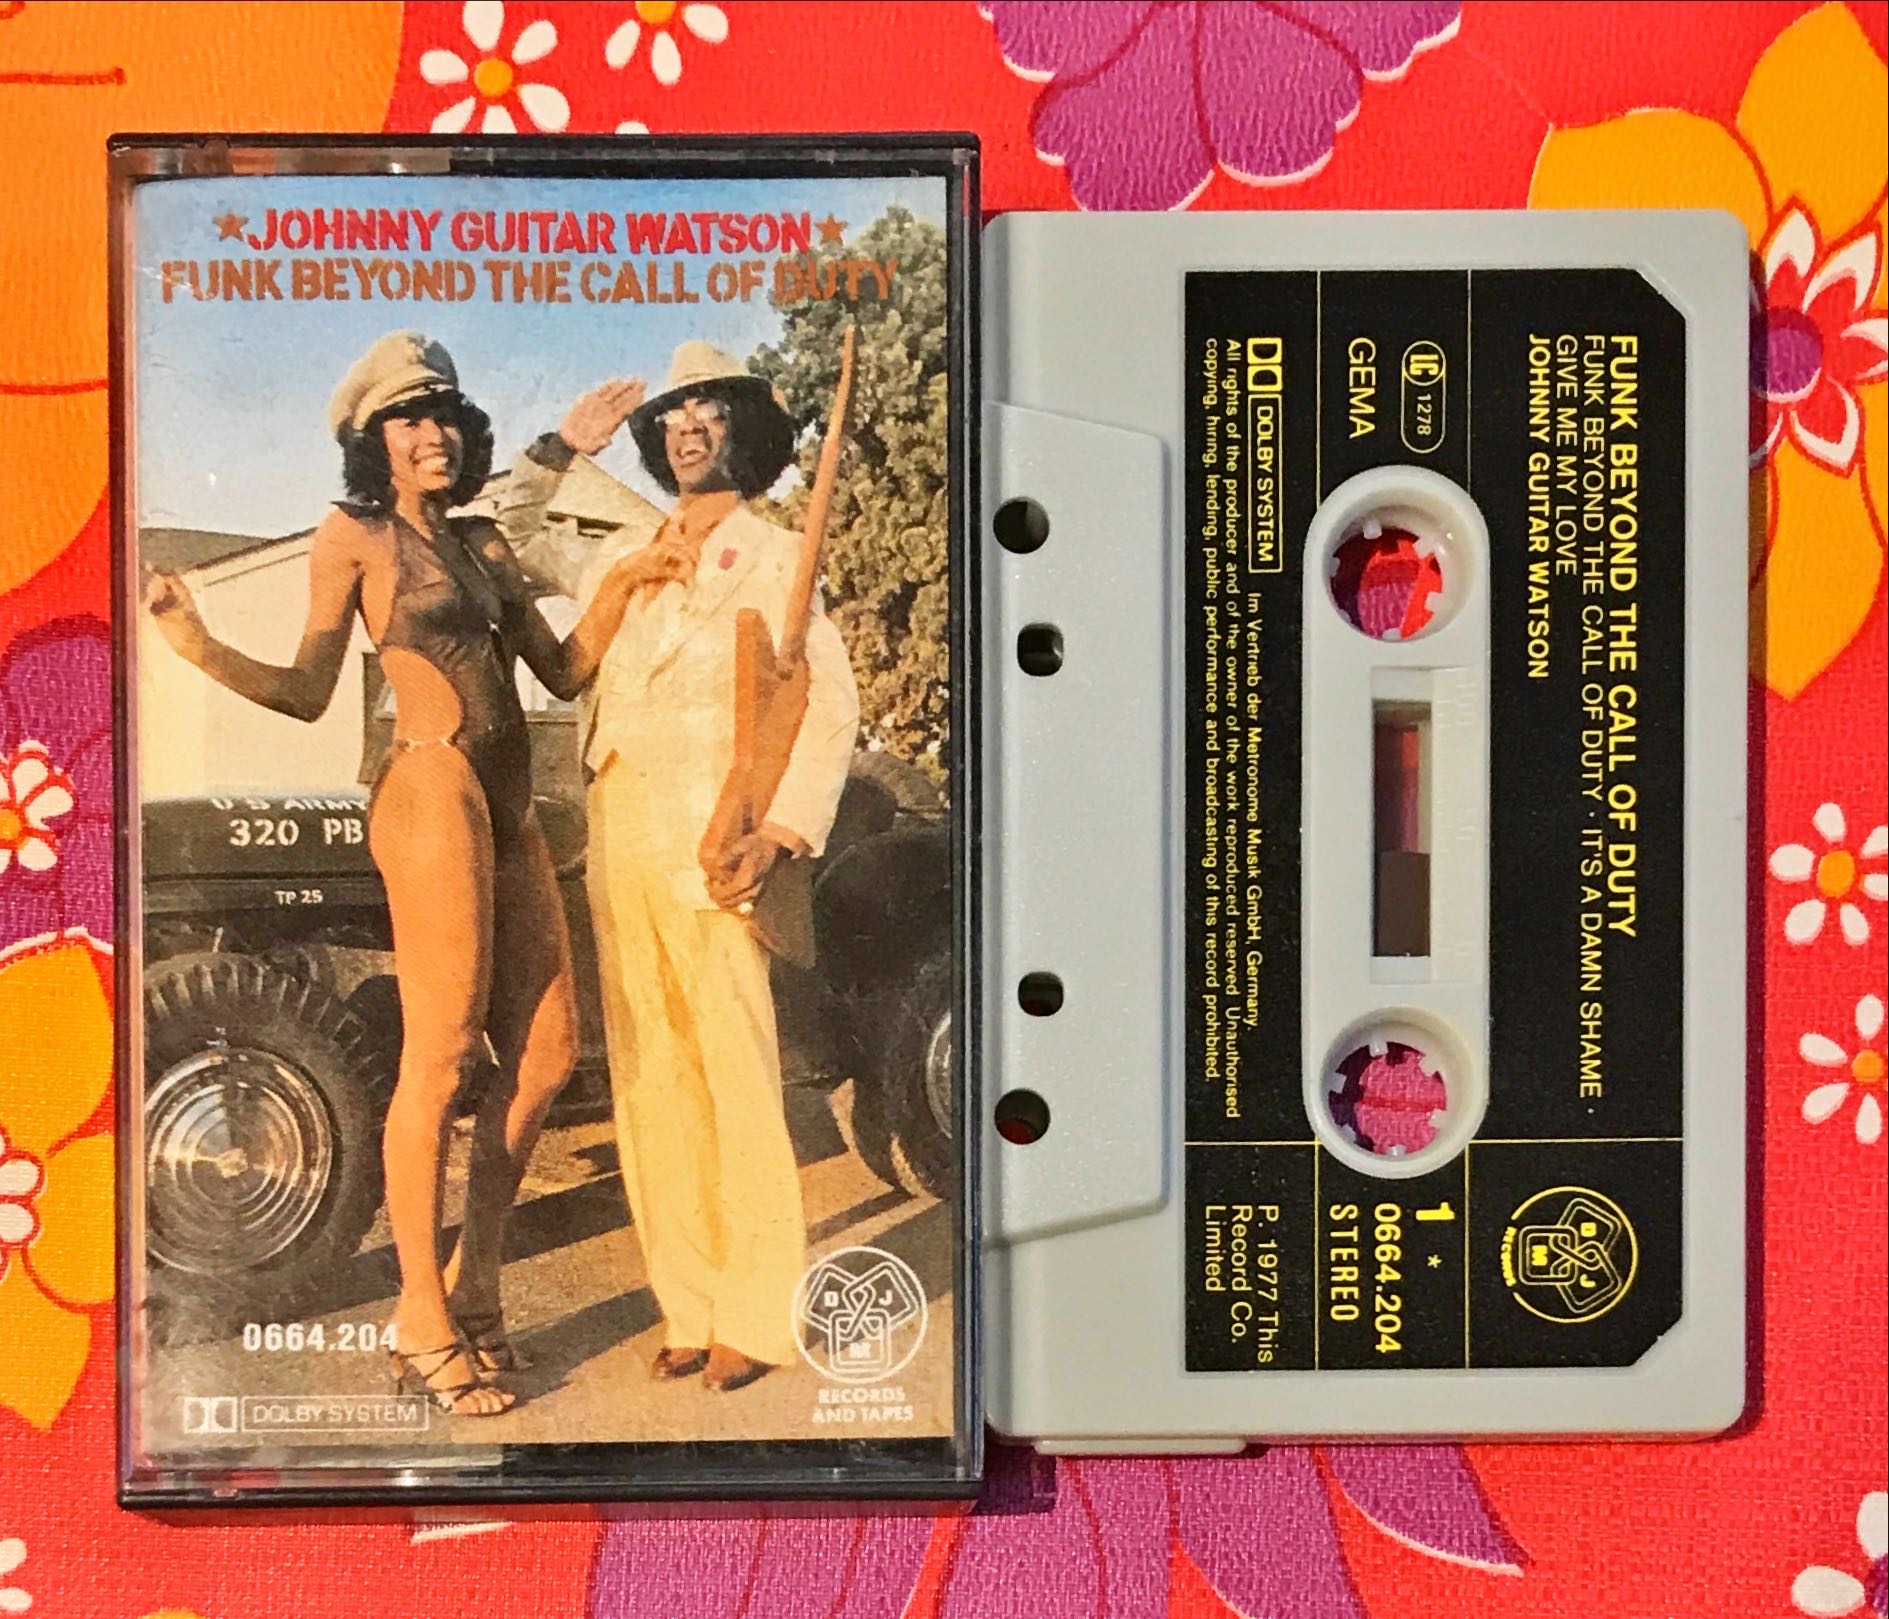 ★JOHNNY GUITAR WATSON★
FUNK BEYOND THE CALL OF DUTY
U S ARMY
320 PB
TP 25
0664.204
DOLBY SYSTEM
D J
M
RECORDS
AND TAPES
FUNK BEYOND THE CALL OF DUTY
FUNK BEYOND THE CALL OF DUTY · IT'S A DAMN SHAME ·
GIVE ME MY LOVE
JOHNNY GUITAR WATSON
D J
M
RECORDS
LC 1278
GEMA
1 *
0664.204
STEREO
DOLBY SYSTEM
Im Vertrieb der Metronome Musik GmbH, Germany.
All rights of the producer and of the owner of the work reproduced reserved Unauthorised
copying, hiring, lending, public performance and broadcasting of this record prohibited.
P. 1977 This
Record Co.
Limited